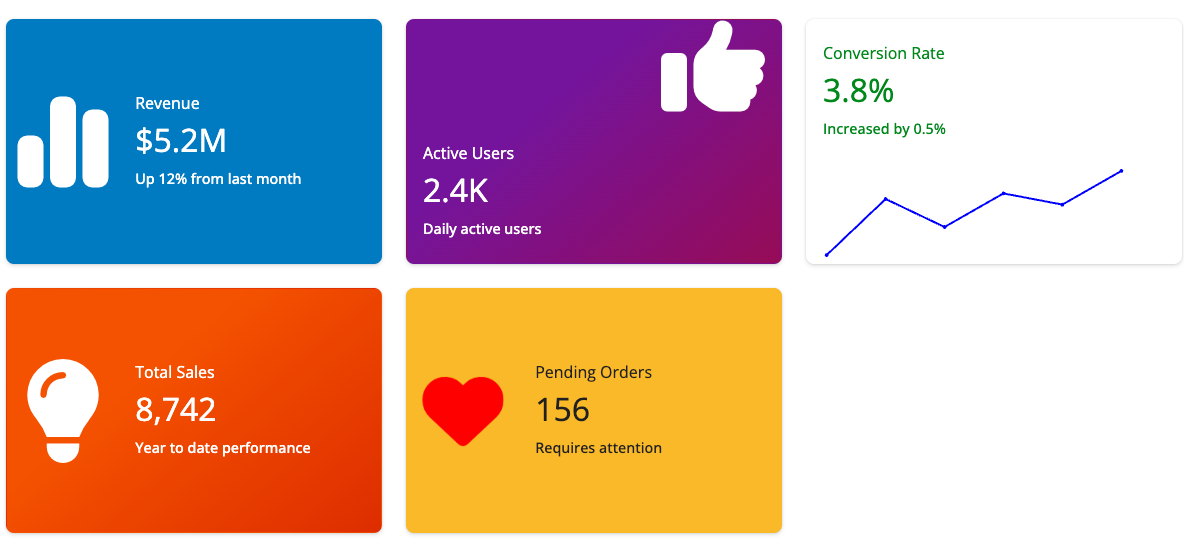 Revenue
$5.2M
Up 12% from last month
Active Users
2.4K
Daily active users
Conversion Rate
3.8%
Increased by 0.5%
Total Sales
8,742
Year to date performance
Pending Orders
156
Requires attention